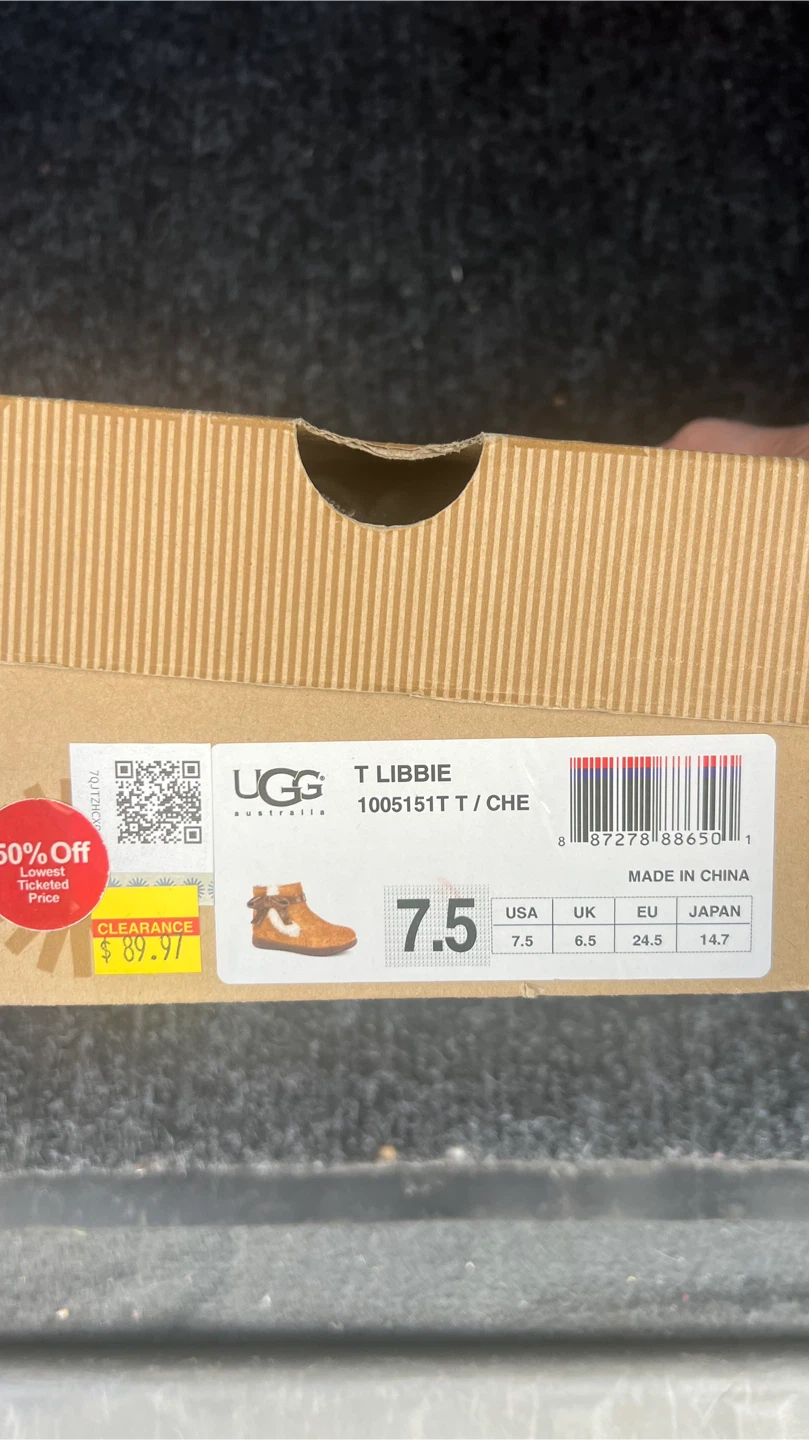 T LIBBIE
UGG®
australia
1005151T T / CHE
8 87278 88650 1
MADE IN CHINA
50% Off
Lowest
Ticketed
Price
CLEARANCE
$ 89.97
7.5
USA UK EU JAPAN
7.5 6.5 24.5 14.7